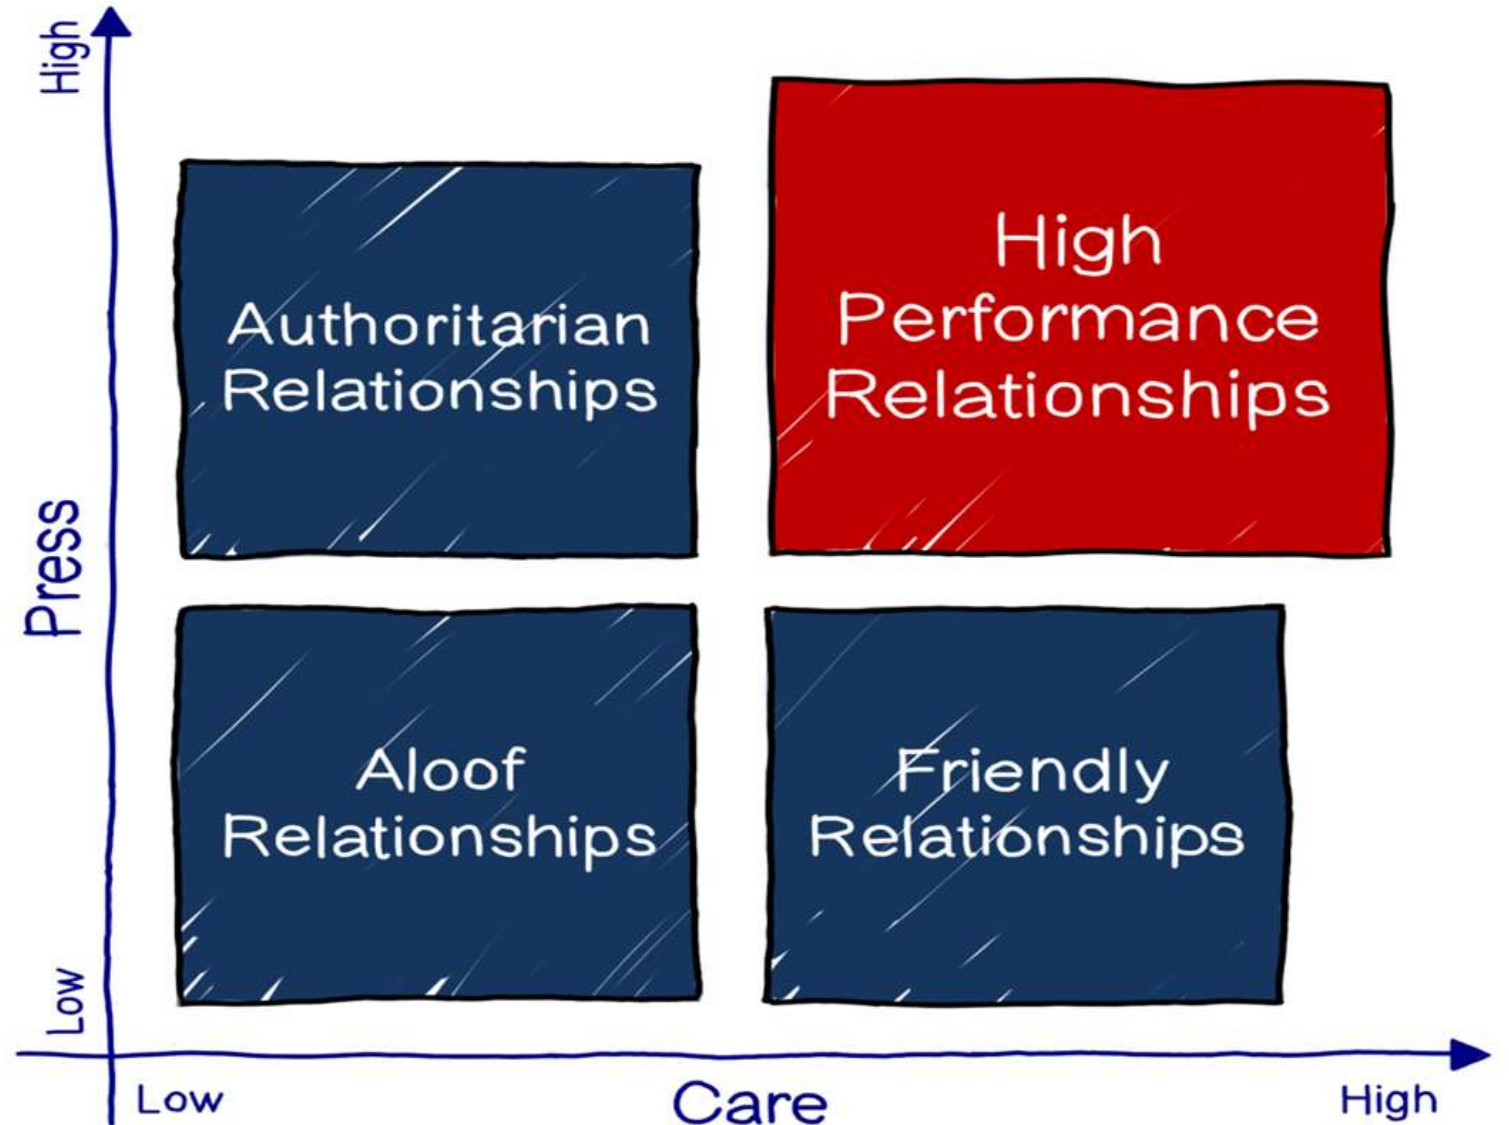 High
Authoritarian
Relationships
High
Performance
Relationships
Press
Aloof
Relationships
Friendly
Relationships
Low
Low
Care
High